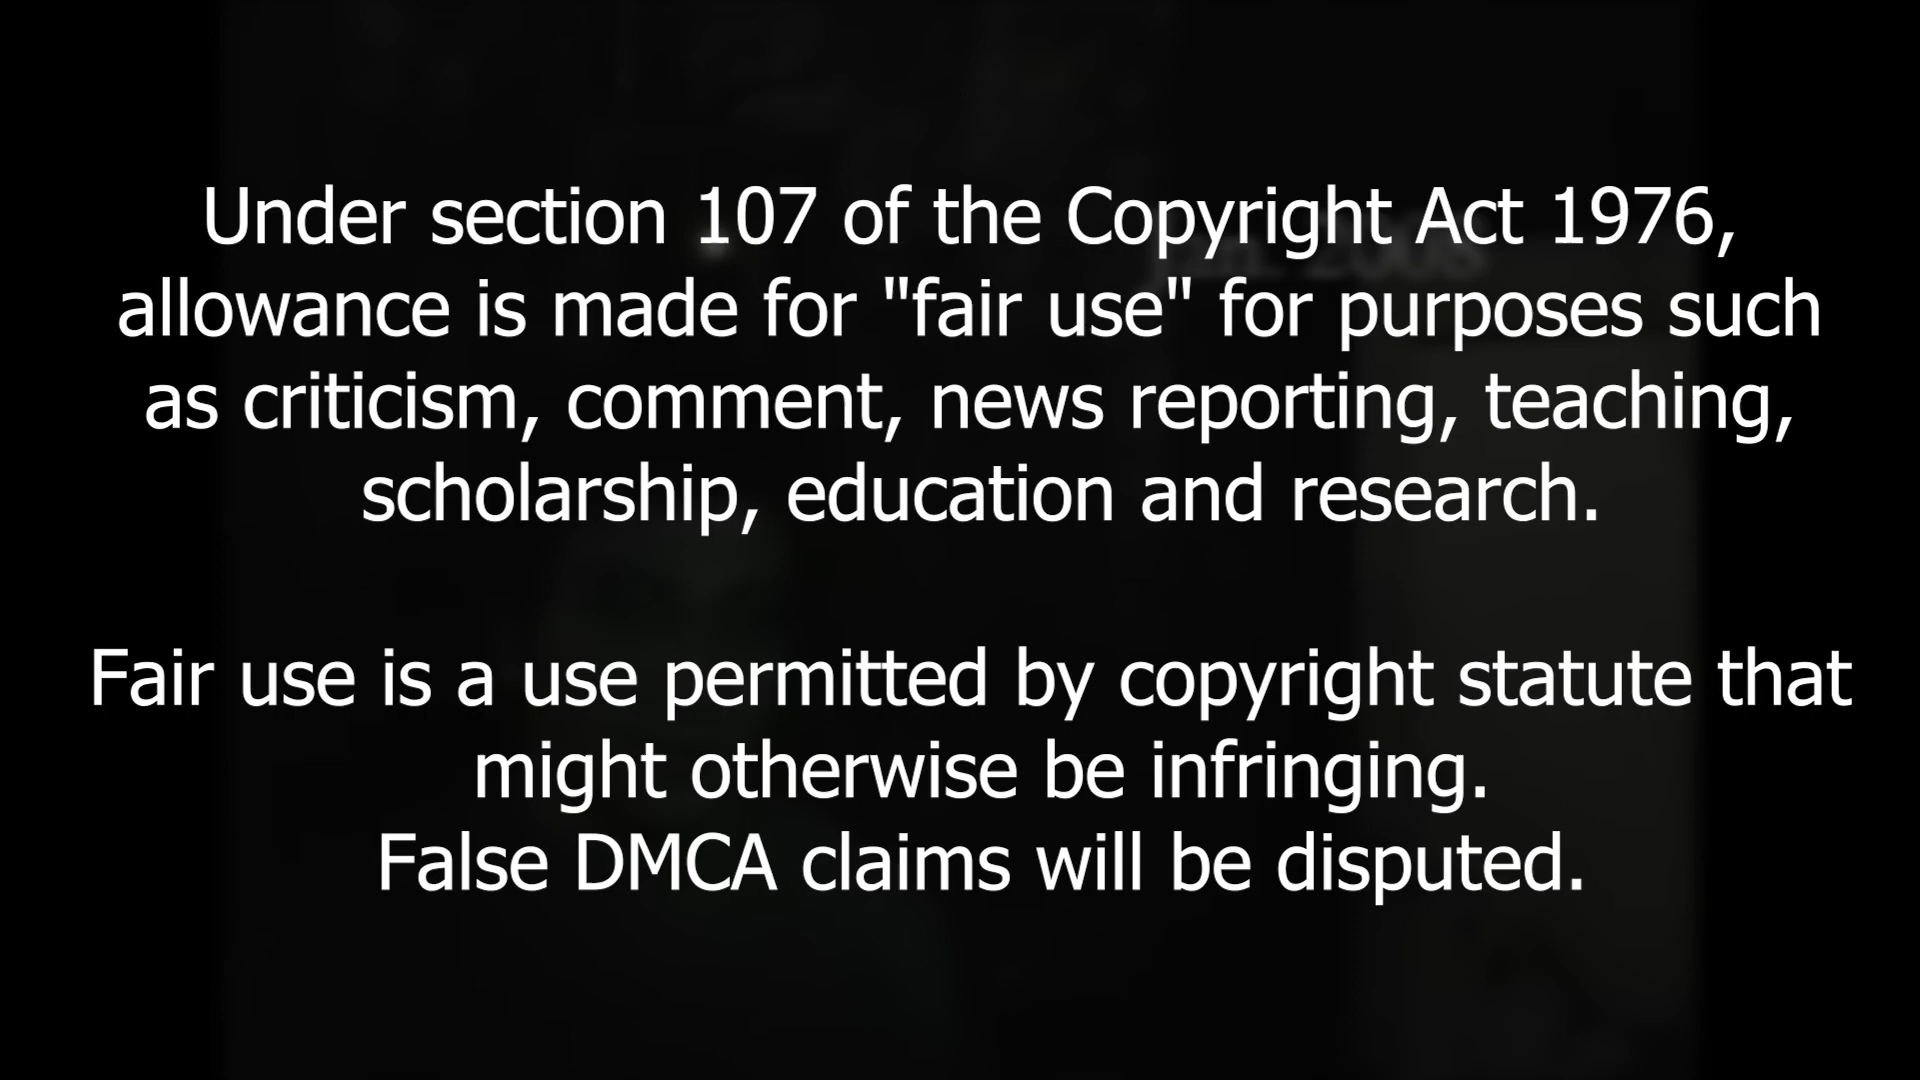 Under section 107 of the Copyright Act 1976,
allowance is made for "fair use" for purposes such
as criticism, comment, news reporting, teaching,
scholarship, education and research.
Fair use is a use permitted by copyright statute that
might otherwise be infringing.
False DMCA claims will be disputed.